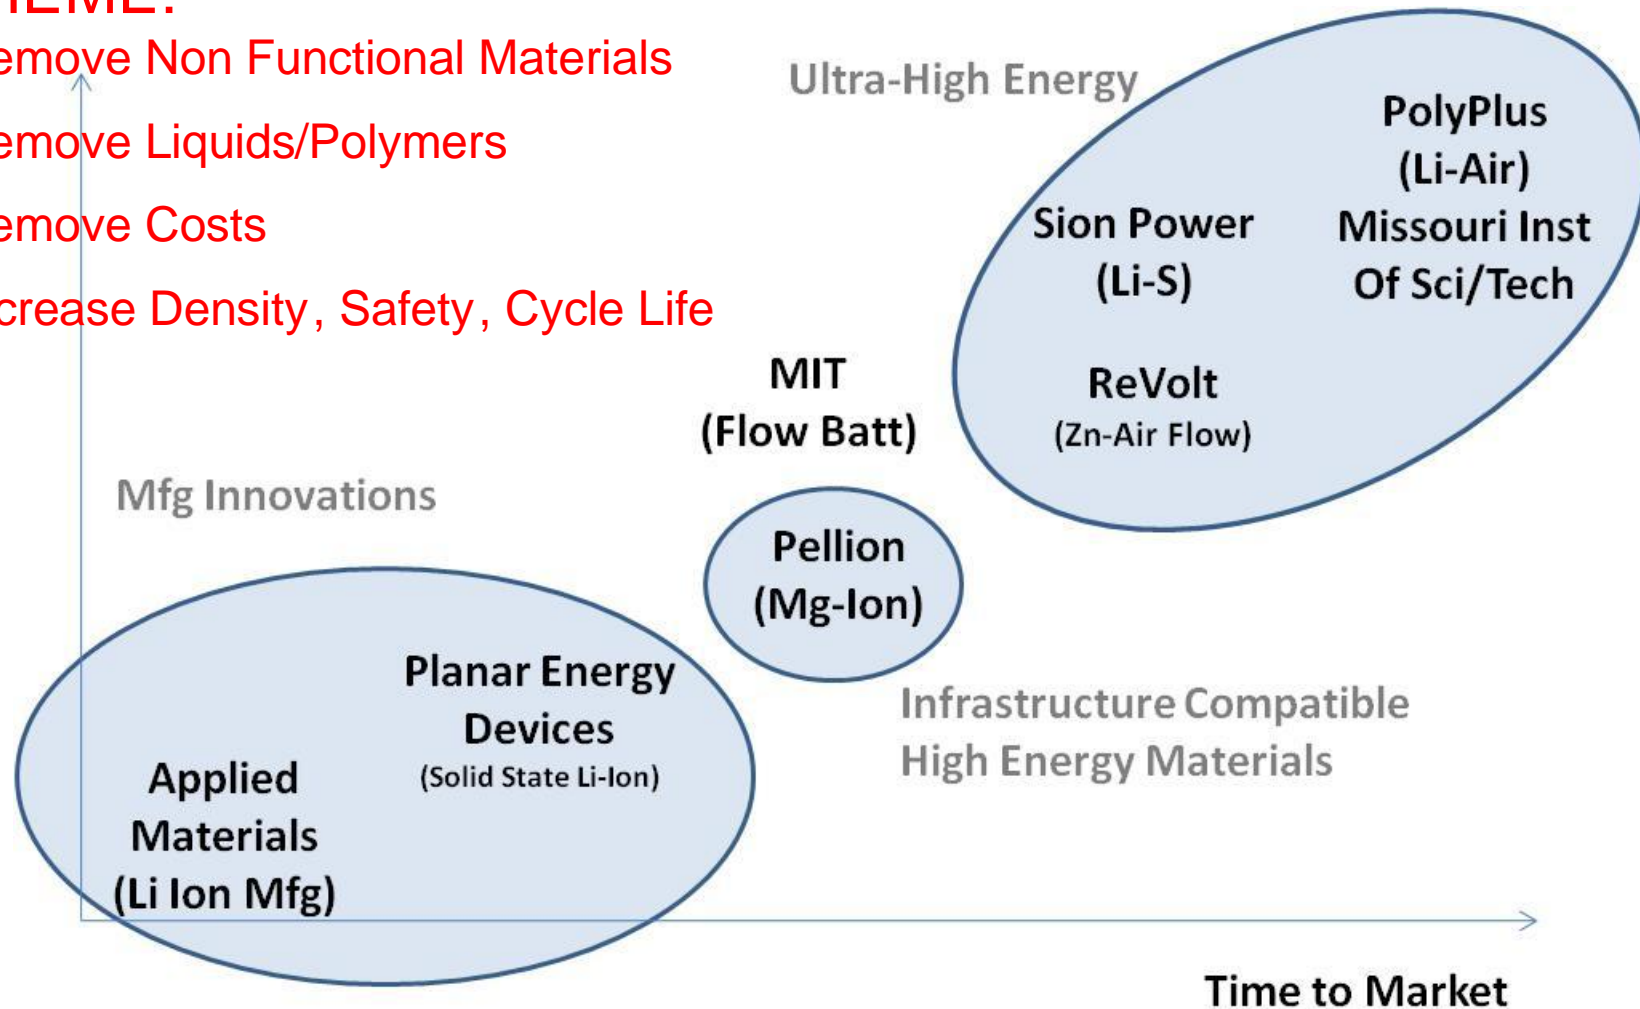 HEME:
emove Non Functional Materials
emove Liquids/Polymers
emove Costs
crease Density, Safety, Cycle Life
Ultra-High Energy
PolyPlus
(Li-Air)
Missouri Inst
Of Sci/Tech
Sion Power
(Li-S)
ReVolt
(Zn-Air Flow)
MIT
(Flow Batt)
Mfg Innovations
Pellion
(Mg-Ion)
Planar Energy
Devices
(Solid State Li-Ion)
Applied
Materials
(Li Ion Mfg)
Infrastructure Compatible
High Energy Materials
Time to Market